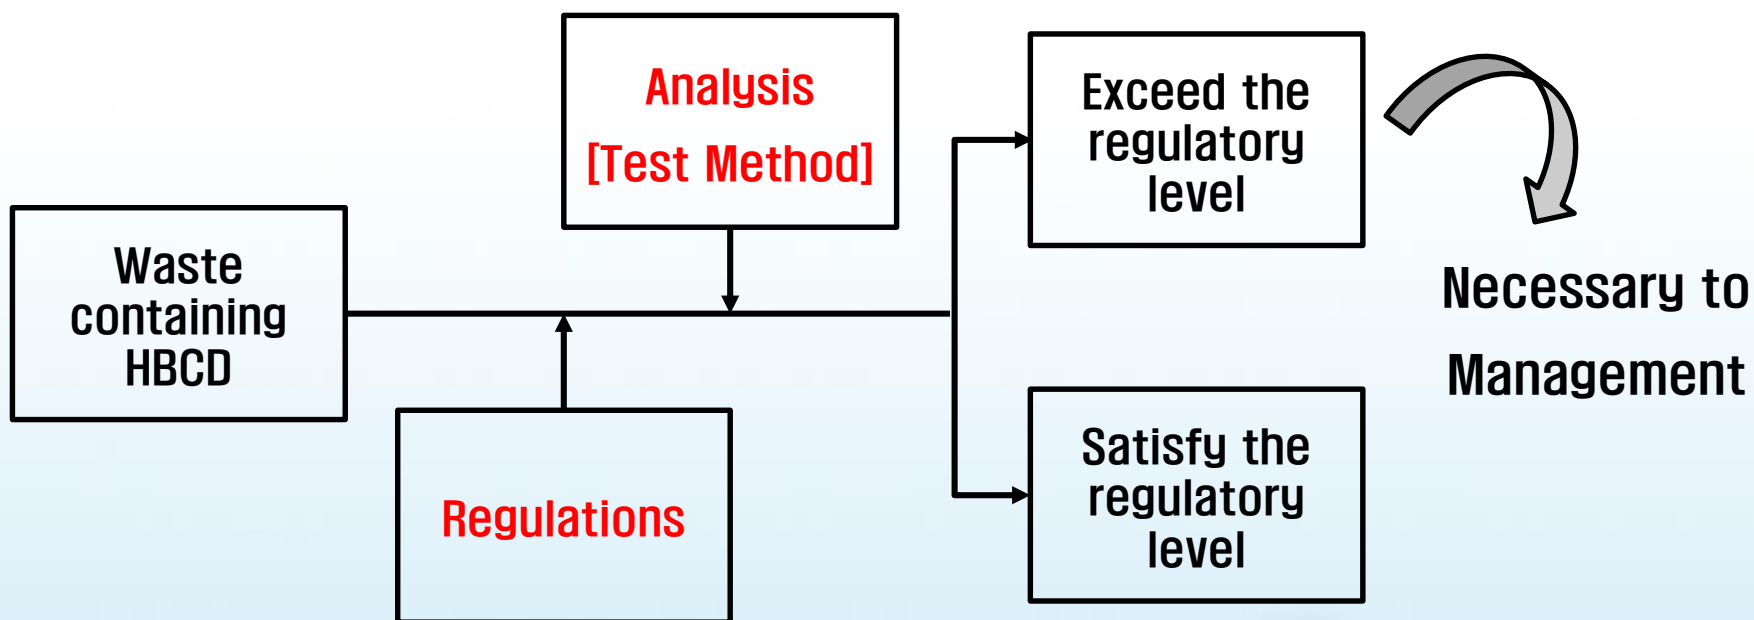 Analysis
[Test Method]
Exceed the
regulatory
level
Waste
containing
HBCD
Necessary to
Management
Regulations
Satisfy the
regulatory
level